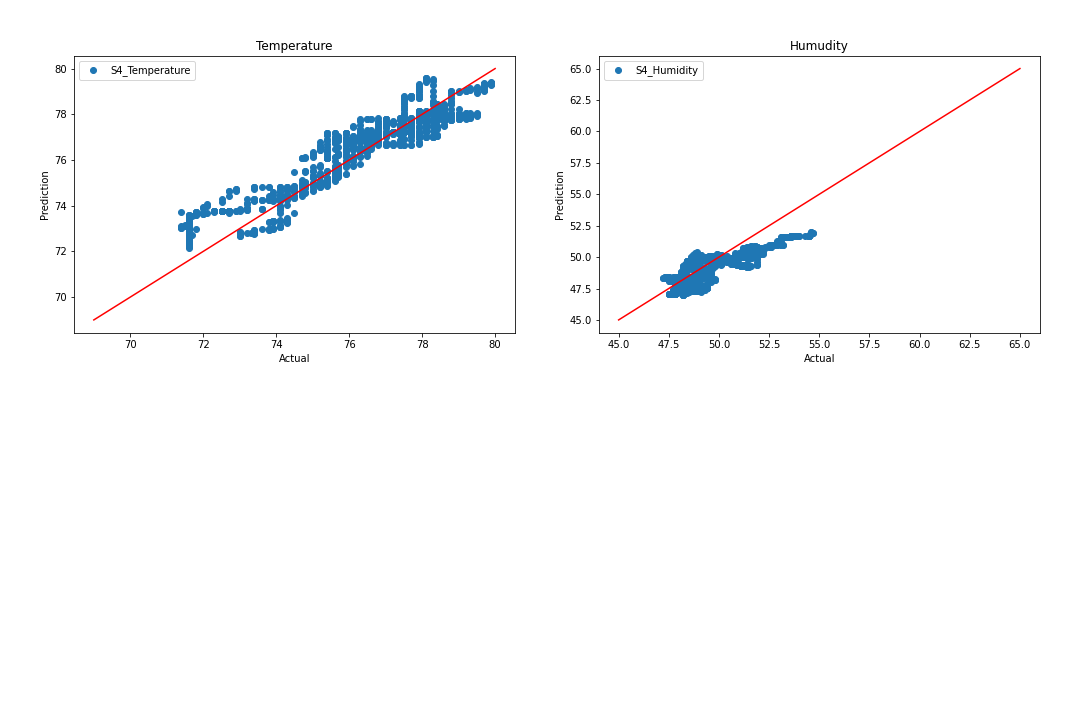 Temperature
S4_Temperature
80
78
76
74
72
70
Prediction
70 72 74 76 78 80
Actual
Humudity
S4_Humidity
65.0
62.5
60.0
57.5
55.0
52.5
50.0
47.5
45.0
Prediction
45.0 47.5 50.0 52.5 55.0 57.5 60.0 62.5 65.0
Actual